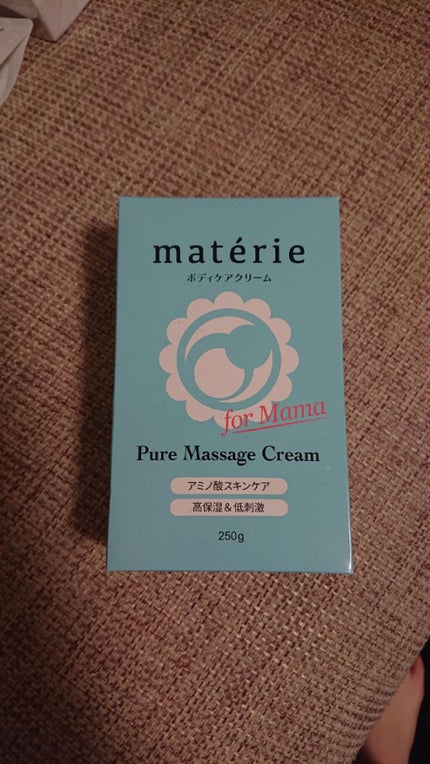 matérie
ボディケアクリーム
for Mama
Pure Massage Cream
アミノ酸スキンケア
高保湿&低刺激
250g